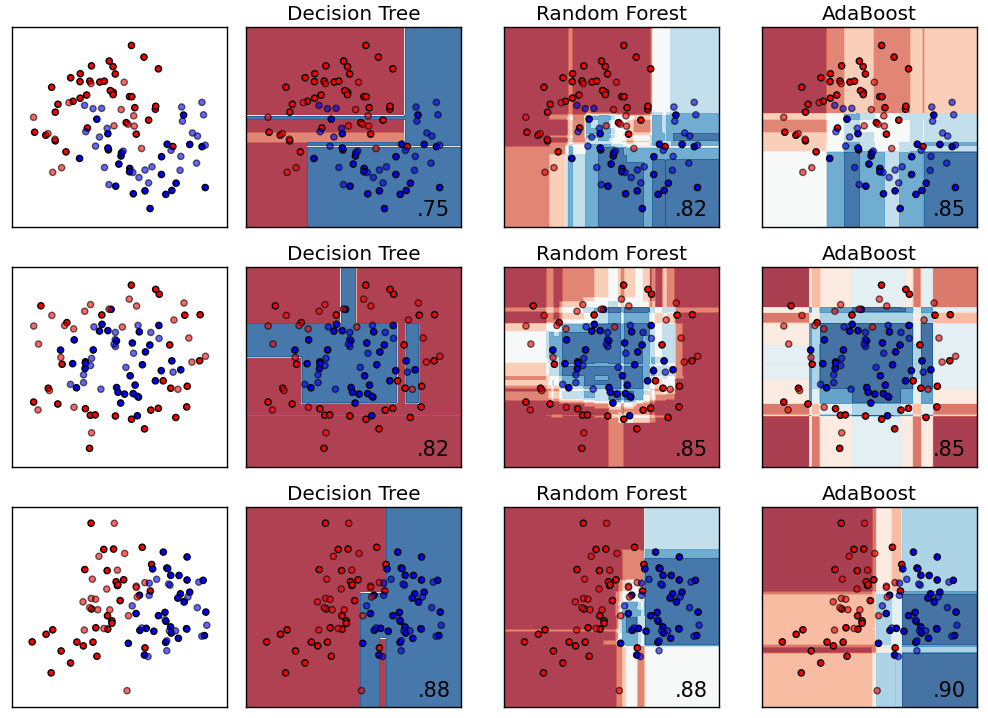 Decision Tree
Random Forest
AdaBoost
.75
.82
.85
Decision Tree
Random Forest
AdaBoost
.82
.85
.85
Decision Tree
Random Forest
AdaBoost
.88
.88
.90